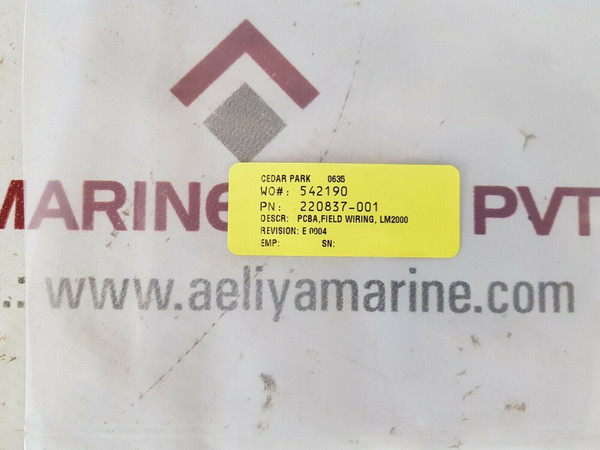 CEDAR PARK 0635
WO#: 542190
PN: 220837-001
DESCR: PCBA,FIELD WIRING, LM2000
REVISION: E 0004
EMP: SN:
MARINE PVT
www.aeliyamarine.com